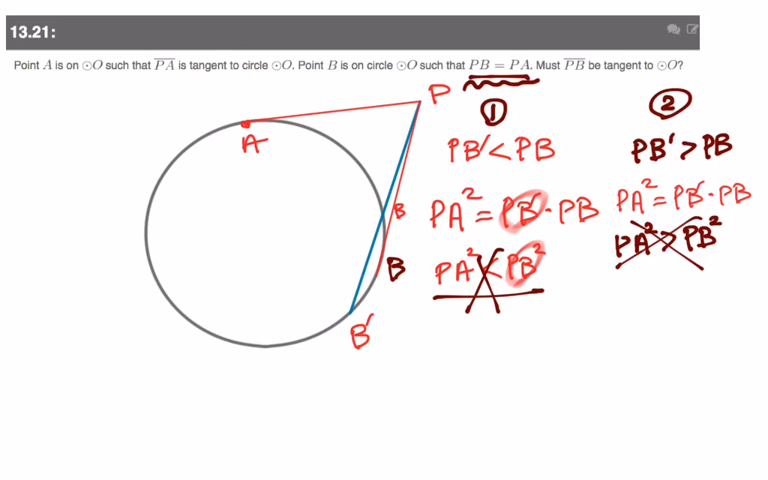 13.21:
Point A is on ⊙O such that P̅A̅ is tangent to circle ⊙O. Point B is on circle ⊙O such that PB = PA. Must P̅B̅ be tangent to ⊙O?
P
A
B
B
B'
①
PB' < PB
PA² = PB' · PB
PA² < PB²
②
PB' > PB
PA² = PB' · PB
PA² > PB²